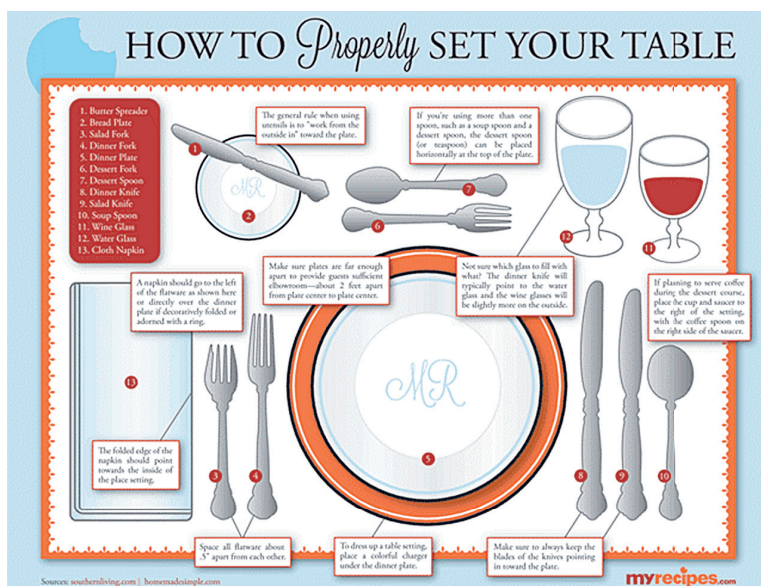 HOW TO Properly SET YOUR TABLE
1. Butter Spreader
2. Bread Plate
3. Salad Fork
4. Dinner Fork
5. Dinner Plate
6. Dessert Fork
7. Dessert Spoon
8. Dinner Knife
9. Salad Knife
10. Soup Spoon
11. Wine Glass
12. Water Glass
13. Cloth Napkin
The general rule when using
utensils is to "work from the
outside in" toward the plate.
If you're using more than one
spoon, such as a soup spoon and a
dessert spoon, the dessert spoon
(or teaspoon) can be placed
horizontally at the top of the plate.
1
MR
2
7
6
12
11
A napkin should go to the left
of the flatware as shown here
or directly over the dinner
plate if decoratively folded or
adorned with a ring.
Make sure plates are far enough
apart to provide guests sufficient
elbowroom—about 2 feet apart
from plate center to plate center.
Not sure which glass to fill with
what? The dinner knife will
typically point to the water
glass and the wine glasses will
be slightly more on the outside.
If planning to serve coffee
during the dessert course,
place the cup and saucer to
the right of the setting,
with the coffee spoon on
the right side of the saucer.
13
MR
The folded edge of the
napkin should point
towards the inside of
the place setting.
5
3
4
8
9
10
Space all flatware about
.5" apart from each other.
To dress up a table setting,
place a colorful charger
under the dinner plate.
Make sure to always keep the
blades of the knives pointing
in toward the plate.
Sources: southernliving.com | homemadesimple.com
myrecipes.com